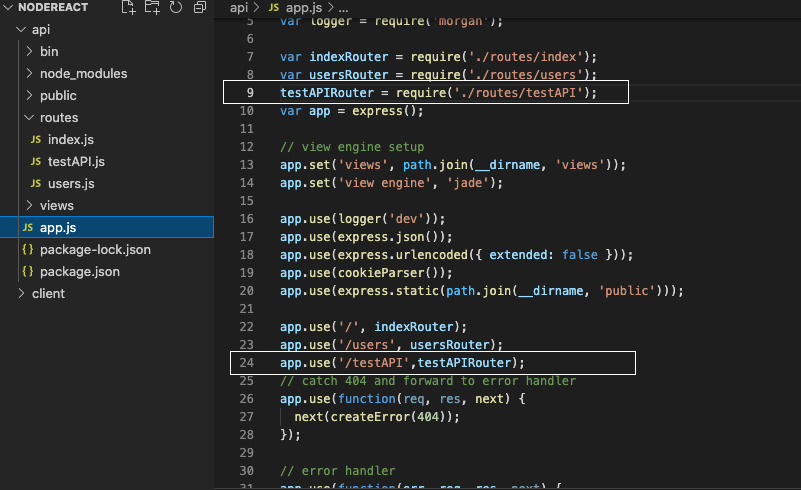 NODEREACT
api
bin
node_modules
public
routes
JS index.js
JS testAPI.js
JS users.js
views
JS app.js
{} package-lock.json
{} package.json
client
api > JS app.js > ...
5 var logger = require('morgan');
6
7 var indexRouter = require('./routes/index');
8 var usersRouter = require('./routes/users');
9 testAPIRouter = require('./routes/testAPI');
10 var app = express();
11
12 // view engine setup
13 app.set('views', path.join(__dirname, 'views'));
14 app.set('view engine', 'jade');
15
16 app.use(logger('dev'));
17 app.use(express.json());
18 app.use(express.urlencoded({ extended: false }));
19 app.use(cookieParser());
20 app.use(express.static(path.join(__dirname, 'public')));
21
22 app.use('/', indexRouter);
23 app.use('/users', usersRouter);
24 app.use('/testAPI',testAPIRouter);
25 // catch 404 and forward to error handler
26 app.use(function(req, res, next) {
27 next(createError(404));
28 });
29
30 // error handler
31 app.use(function(err, req, res, next) {